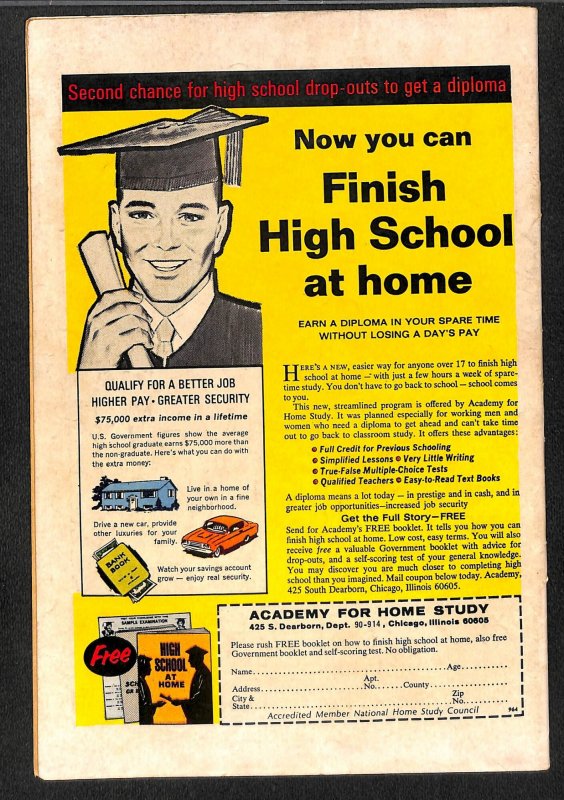 Second chance for high school drop-outs to get a diploma
Now you can
Finish
High School
at home
EARN A DIPLOMA IN YOUR SPARE TIME
WITHOUT LOSING A DAY'S PAY
QUALIFY FOR A BETTER JOB
HIGHER PAY • GREATER SECURITY
$75,000 extra income in a lifetime
U.S. Government figures show the average
high school graduate earns $75,000 more than
the non-graduate. Here's what you can do with
the extra money:
Live in a home of
your own in a fine
neighborhood.
Drive a new car, provide
other luxuries for your
family.
BANK
BOOK
Watch your savings account
grow — enjoy real security.
HERE'S A NEW, easier way for anyone over 17 to finish high
school at home — with just a few hours a week of spare-
time study. You don't have to go back to school — school comes
to you.
This new, streamlined program is offered by Academy for
Home Study. It was planned especially for working men and
women who need a diploma to get ahead and can't take time
out to go back to classroom study. It offers these advantages:
Full Credit for Previous Schooling
Simplified Lessons Very Little Writing
True-False Multiple-Choice Tests
Qualified Teachers Easy-to-Read Text Books
A diploma means a lot today – in prestige and in cash, and in
greater job opportunities—increased job security
Get the Full Story—FREE
Send for Academy's FREE booklet. It tells you how you can
finish high school at home. Low cost, easy terms. You will also
receive free a valuable Government booklet with advice for
drop-outs, and a self-scoring test of your general knowledge.
You may discover you are much closer to completing high
school than you imagined. Mail coupon below today. Academy,
425 South Dearborn, Chicago, Illinois 60605.
Free
SAMPLE EXAMINATION
HIGH
SCHOOL
AT
HOME
ACADEMY FOR HOME STUDY
425 S. Dearborn, Dept. 90-914, Chicago, Illinois 60605
Please rush FREE booklet on how to finish high school at home, also free
Government booklet and self-scoring test. No obligation.
Name Age
Apt.
Address No. County
City & Zip
State No.
Accredited Member National Home Study Council 964